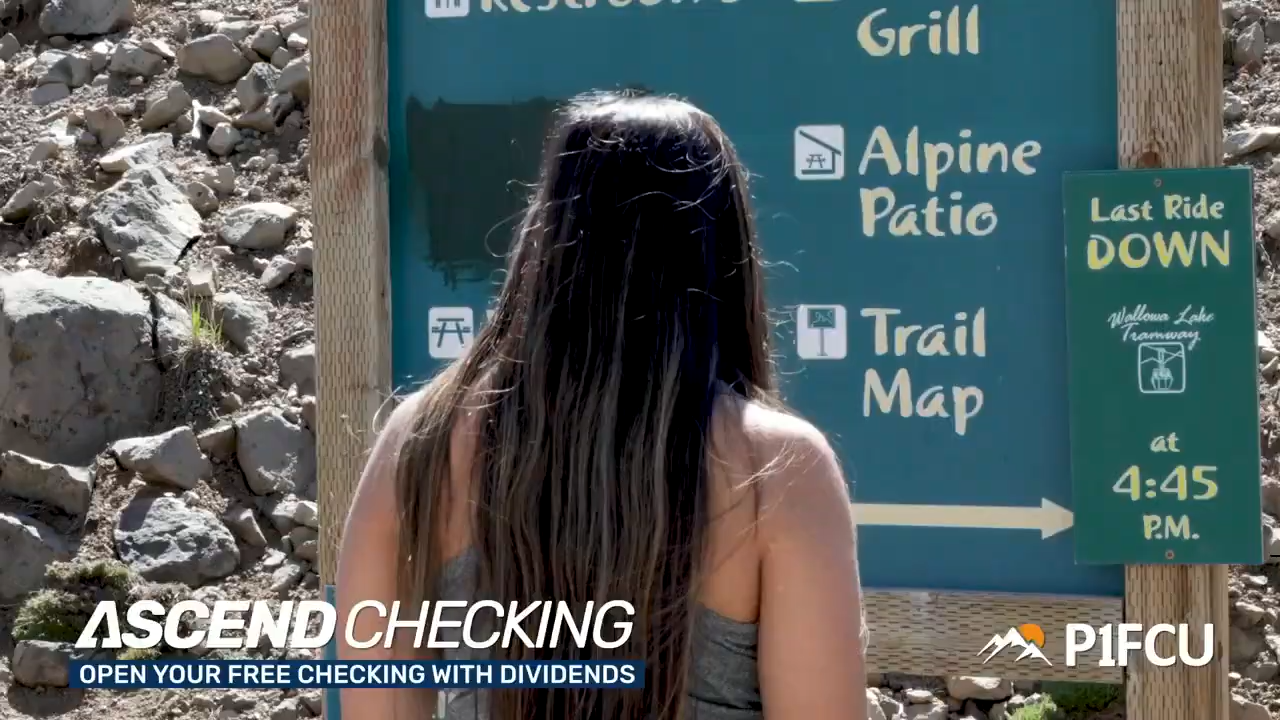 Grill
Alpine
Patio
Trail
Map
Last Ride
DOWN
Wallowa Lake
Tramway
at
4:45
P.M.
ASCEND CHECKING
OPEN YOUR FREE CHECKING WITH DIVIDENDS
P1FCU